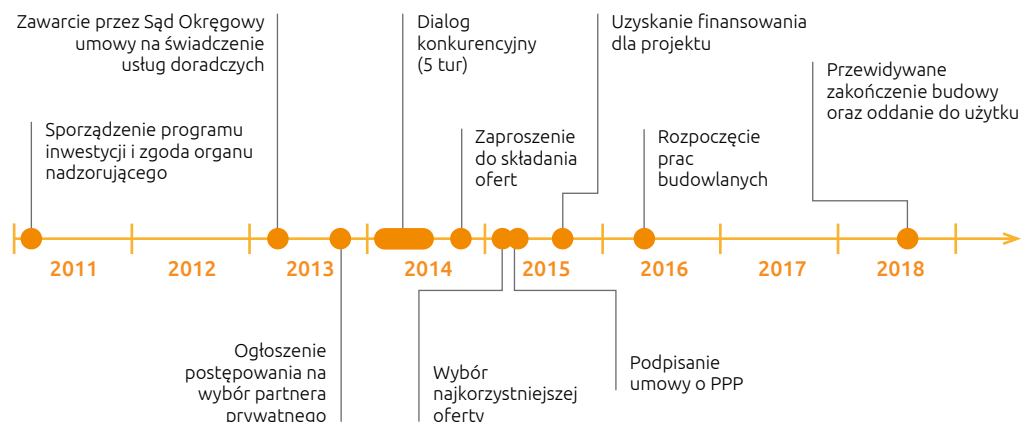 Zawarcie przez Sąd Okręgowy
umowy na świadczenie
usług doradczych
Dialog
konkurencyjny
(5 tur)
Uzyskanie finansowania
dla projektu
Przewidywane
zakończenie budowy
oraz oddanie do użytku
Sporządzenie programu
inwestycji i zgoda organu
nadzorującego
Zaproszenie
do składania
ofert
Rozpoczęcie
prac
budowlanych
2011
2012
2013
2014
2015
2016
2017
2018
Ogłoszenie
postępowania na
wybór partnera
prywatnego
Wybór
najkorzystniejszej
oferty
Podpisanie
umowy o PPP